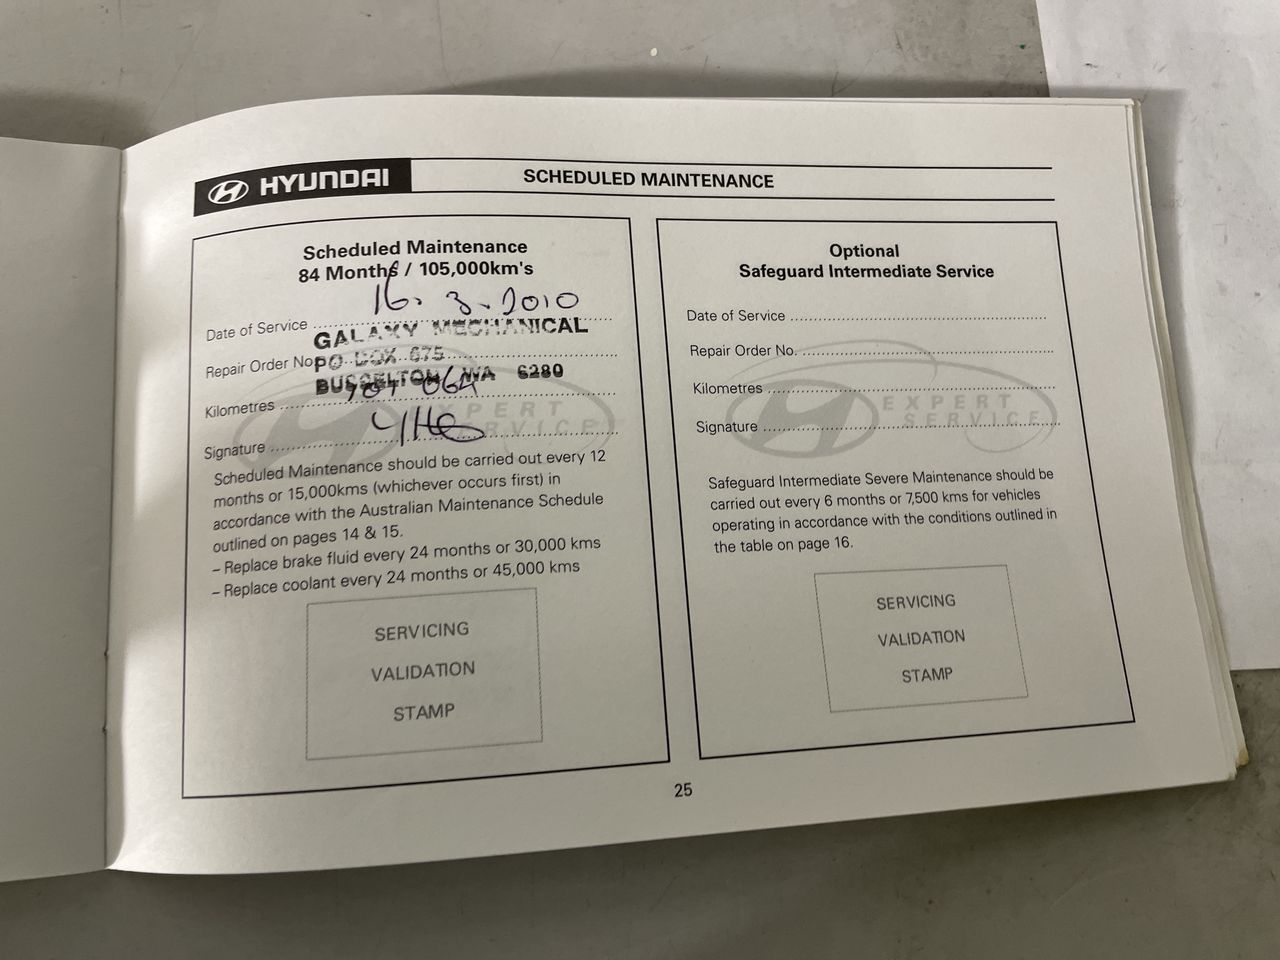 HYUNDAI
SCHEDULED MAINTENANCE
Scheduled Maintenance
84 Months / 105,000km's
16. 3. 2010
Date of Service
GALAXY MECHANICAL
Repair Order No.
PO BOX 675
BUSSELTON WA 6280
Kilometres
EXPERT
SERVICE
Signature
Scheduled Maintenance should be carried out every 12
months or 15,000kms (whichever occurs first) in
accordance with the Australian Maintenance Schedule
outlined on pages 14 & 15.
– Replace brake fluid every 24 months or 30,000 kms
– Replace coolant every 24 months or 45,000 kms
SERVICING
VALIDATION
STAMP
Optional
Safeguard Intermediate Service
Date of Service
Repair Order No.
Kilometres
EXPERT
SERVICE
Signature
Safeguard Intermediate Severe Maintenance should be
carried out every 6 months or 7,500 kms for vehicles
operating in accordance with the conditions outlined in
the table on page 16.
SERVICING
VALIDATION
STAMP
25